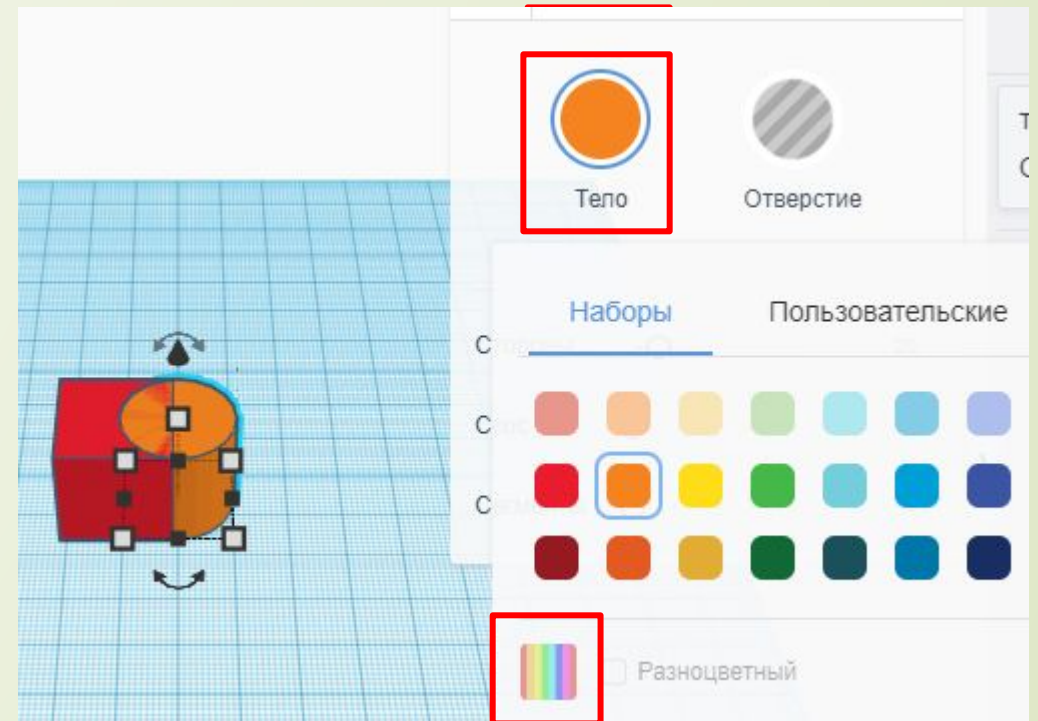 Тело
Отверстие
Наборы
Пользовательские
Разноцветный